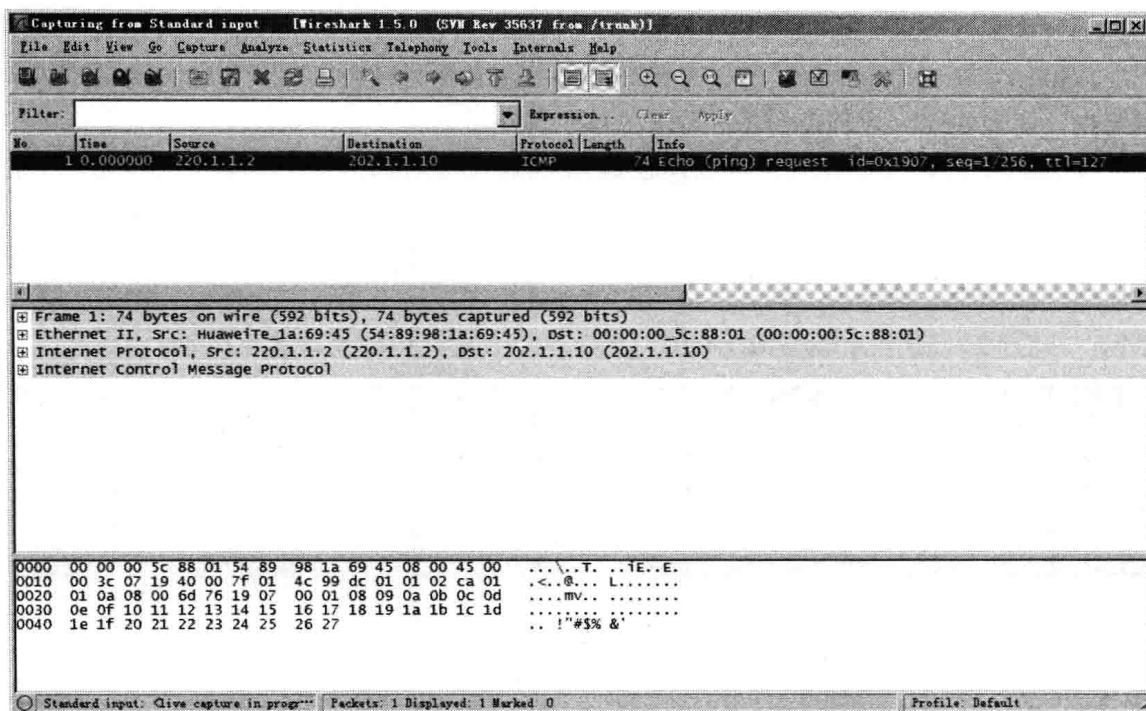 Capturing from Standard input [Wireshark 1.5.0 (SVN Rev 35637 from /trunk)]
File Edit View Go Capture Analyze Statistics Telephony Tools Internals Help
Filter: Expression... Clear Apply
No. Time Source Destination Protocol Length Info
1 0.000000 220.1.1.2 202.1.1.10 ICMP 74 Echo (ping) request id=0x1907, seq=1/256, ttl=127
Frame 1: 74 bytes on wire (592 bits), 74 bytes captured (592 bits)
Ethernet II, Src: HuaweiTe_1a:69:45 (54:89:98:1a:69:45), Dst: 00:00:00_5c:88:01 (00:00:00:5c:88:01)
Internet Protocol, Src: 220.1.1.2 (220.1.1.2), Dst: 202.1.1.10 (202.1.1.10)
Internet Control Message Protocol
0000 00 00 00 5c 88 01 54 89 98 1a 69 45 08 00 45 00 ...\..T. ..iE..E.
0010 00 3c 07 19 40 00 7f 01 4c 99 dc 01 01 02 ca 01 .<..@... L.......
0020 01 0a 08 00 6d 76 19 07 00 01 08 09 0a 0b 0c 0d ....mv.. ........
0030 0e 0f 10 11 12 13 14 15 16 17 18 19 1a 1b 1c 1d ........ ........
0040 1e 1f 20 21 22 23 24 25 26 27 .. !"#$% &'
Standard input: <live capture in progr... Packets: 1 Displayed: 1 Marked: 0 Profile: Default